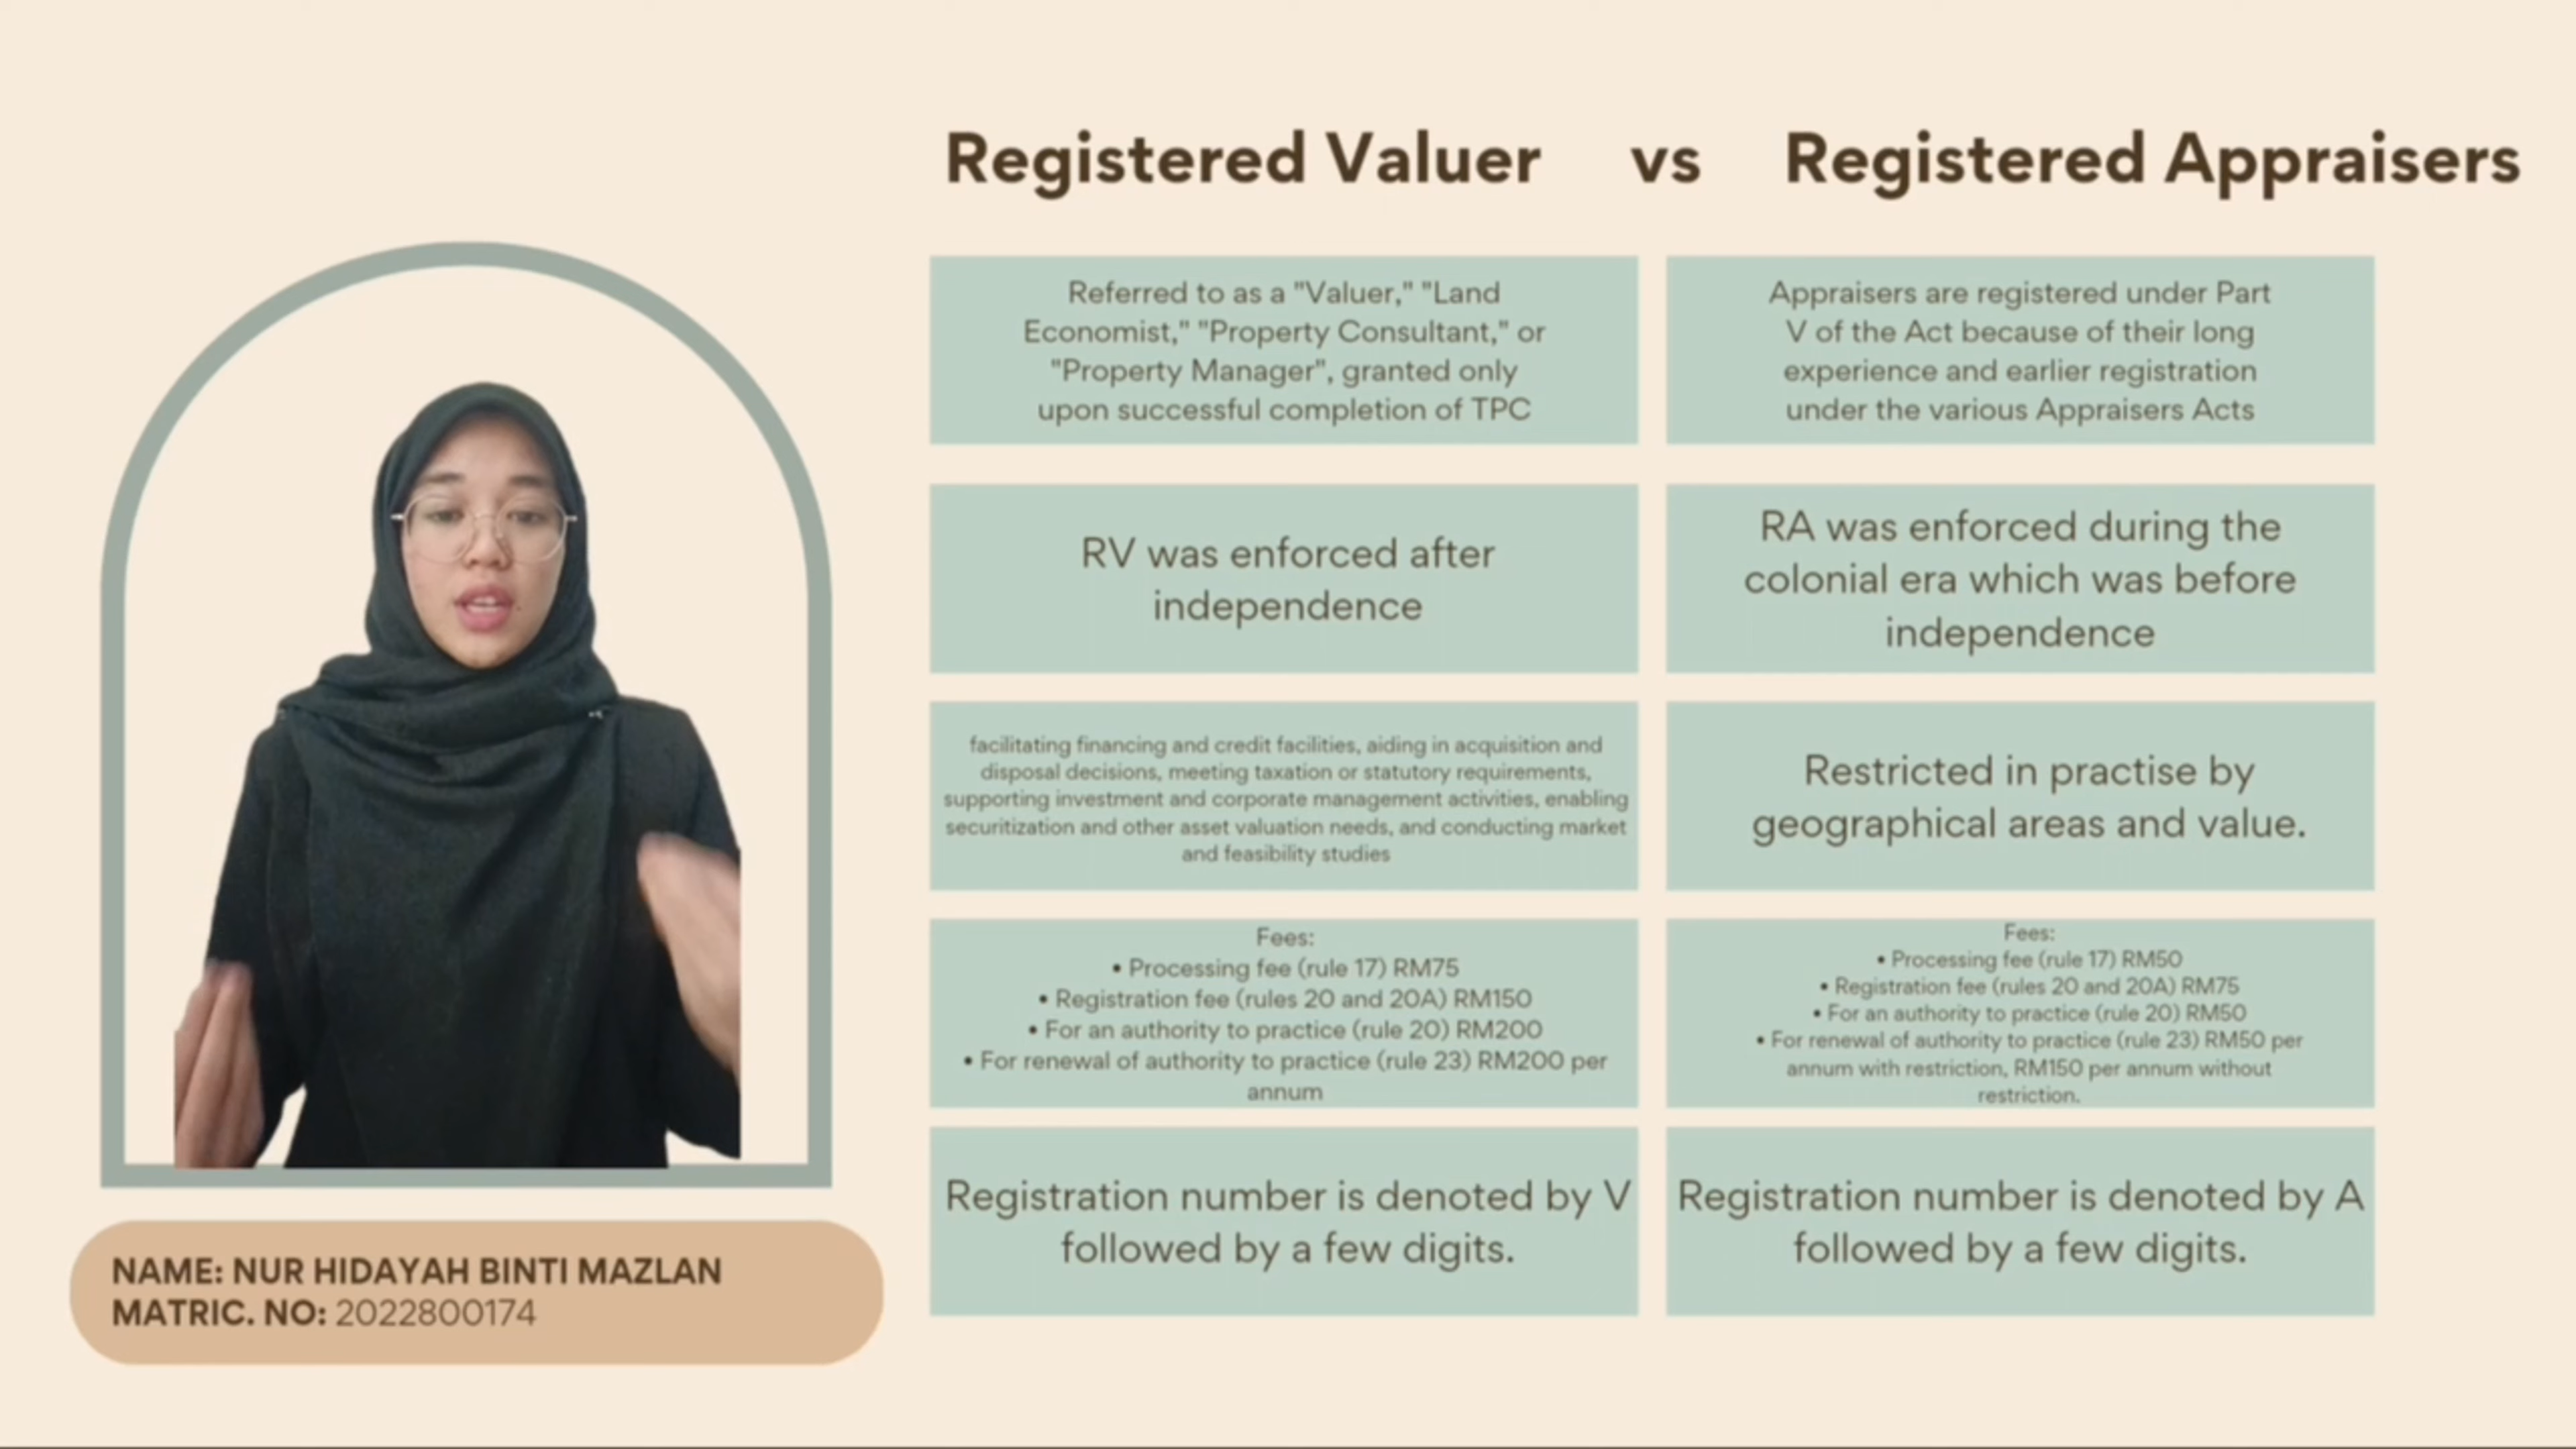 Registered Valuer vs Registered Appraisers
Referred to as a "Valuer," "Land
Economist," "Property Consultant," or
"Property Manager", granted only
upon successful completion of TPC
Appraisers are registered under Part
V of the Act because of their long
experience and earlier registration
under the various Appraisers Acts
RV was enforced after
independence
RA was enforced during the
colonial era which was before
independence
facilitating financing and credit facilities, aiding in acquisition and
disposal decisions, meeting taxation or statutory requirements,
supporting investment and corporate management activities, enabling
securitization and other asset valuation needs, and conducting market
and feasibility studies
Restricted in practise by
geographical areas and value.
Fees:
• Processing fee (rule 17) RM75
• Registration fee (rules 20 and 20A) RM150
• For an authority to practice (rule 20) RM200
• For renewal of authority to practice (rule 23) RM200 per
annum
Fees:
• Processing fee (rule 17) RM50
• Registration fee (rules 20 and 20A) RM75
• For an authority to practice (rule 20) RM50
• For renewal of authority to practice (rule 23) RM50 per
annum with restriction, RM150 per annum without
restriction.
Registration number is denoted by V
followed by a few digits.
Registration number is denoted by A
followed by a few digits.
NAME: NUR HIDAYAH BINTI MAZLAN
MATRIC. NO: 2022800174